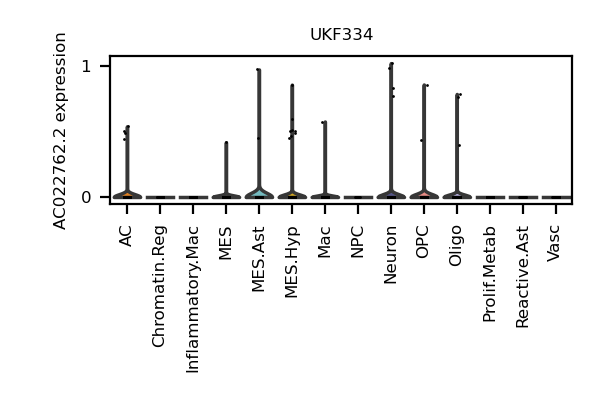 UKF334
AC022762.2 expression
1
0
AC
Chromatin.Reg
Inflammatory.Mac
MES
MES.Ast
MES.Hyp
Mac
NPC
Neuron
OPC
Oligo
Prolif.Metab
Reactive.Ast
Vasc